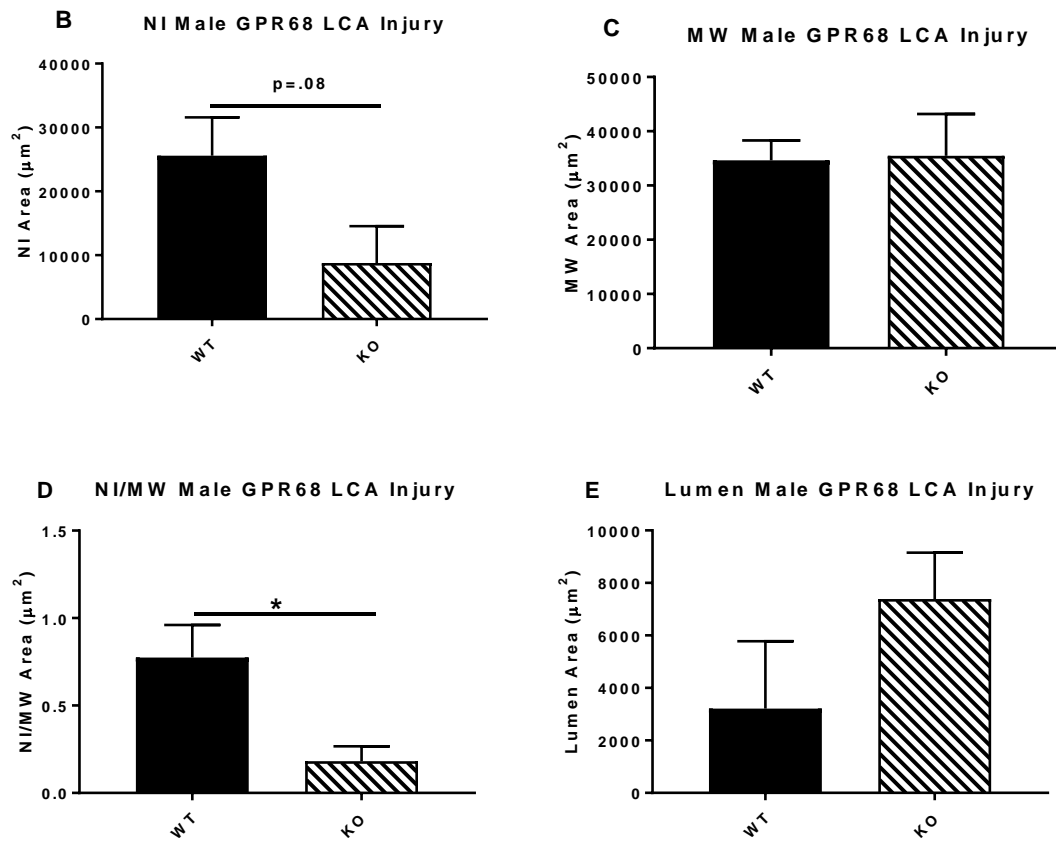 B NI Male GPR68 LCA Injury
40000
30000
20000
10000
0
NI Area (μm²)
p=.08
WT
KO
C MW Male GPR68 LCA Injury
50000
40000
30000
20000
10000
0
MW Area (μm²)
WT
KO
D NI/MW Male GPR68 LCA Injury
1.5
1.0
0.5
0.0
NI/MW Area (μm²)
*
WT
KO
E Lumen Male GPR68 LCA Injury
10000
8000
6000
4000
2000
0
Lumen Area (μm²)
WT
KO